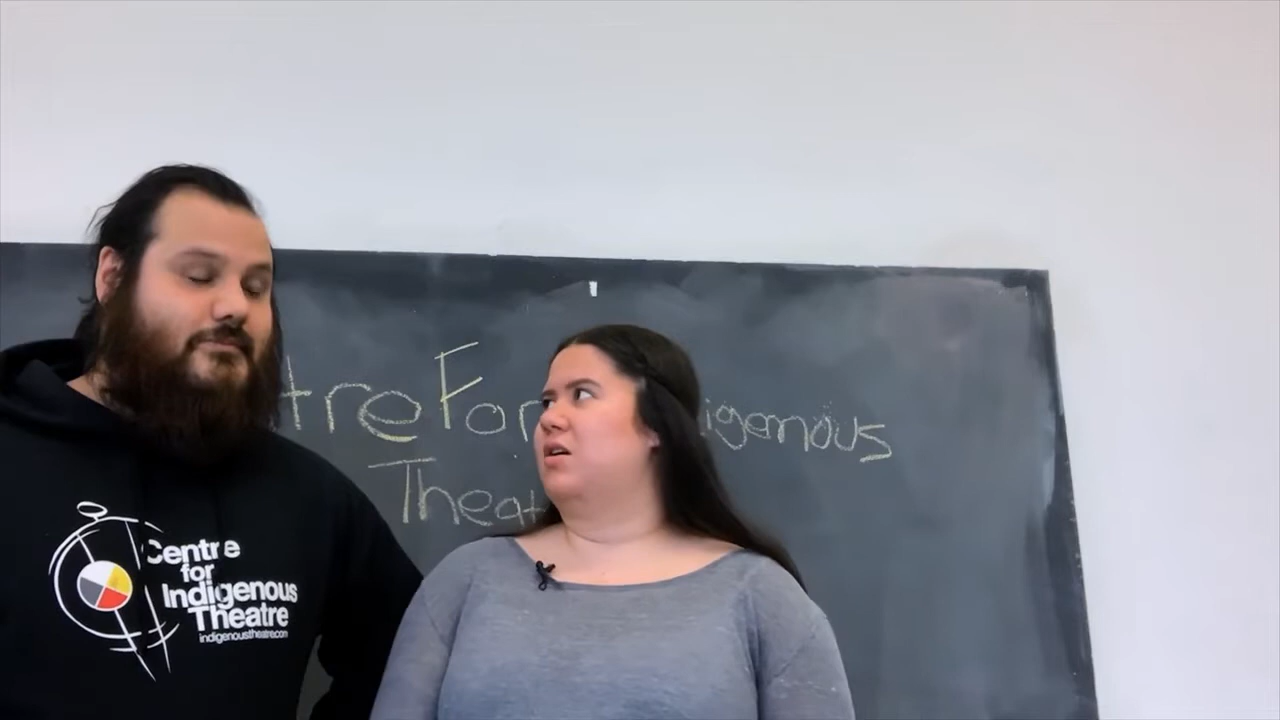 tre For igenous
Theat
Centre
for
Indigenous
Theatre
indigenoustheatre.com